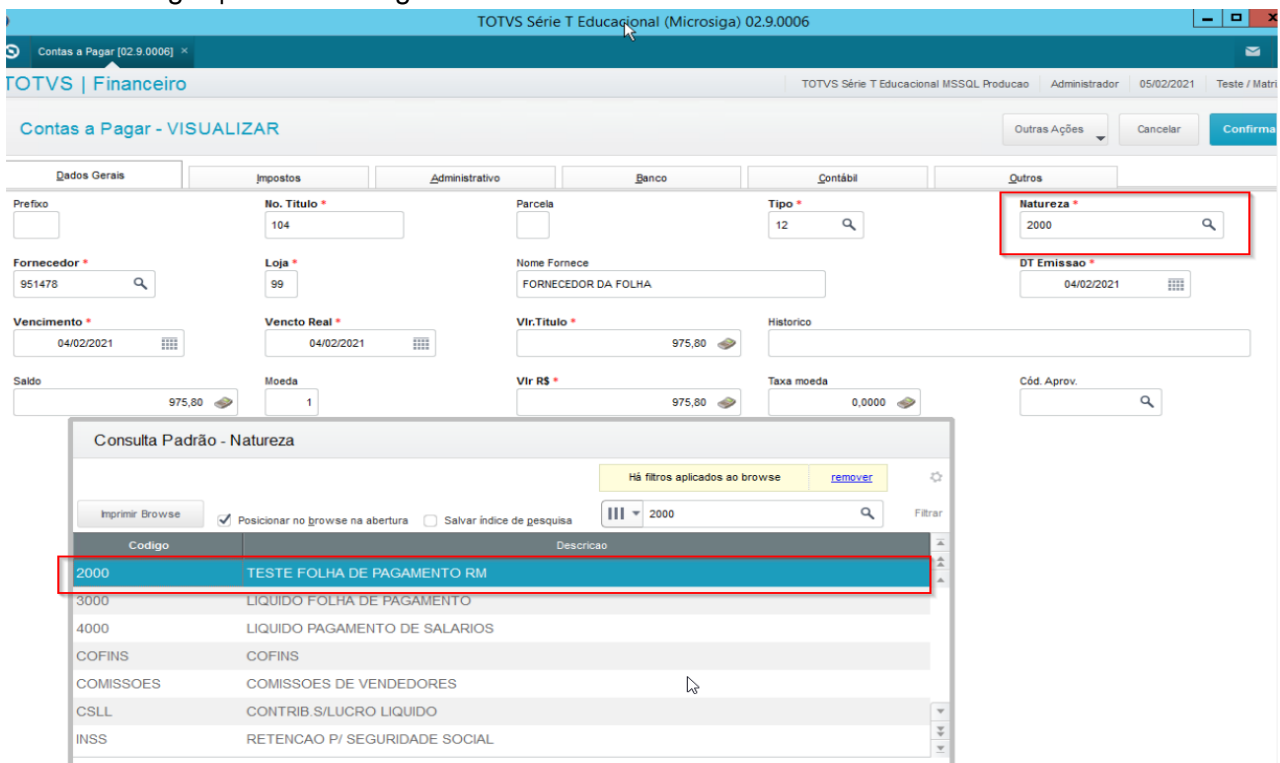 TOTVS Série T Educacional (Microsiga) 02.9.0006
Contas a Pagar [02.9.0006] ×
TOTVS | Financeiro
TOTVS Série T Educacional MSSQL Producao Administrador 05/02/2021 Teste / Matri
Contas a Pagar - VISUALIZAR
Outras Ações Cancelar Confirma
Dados Gerais Impostos Administrativo Banco Contábil Outros
Prefixo No. Titulo * Parcela Tipo * Natureza *
104 12 2000
Fornecedor * Loja * Nome Fornece DT Emissao *
951478 99 FORNECEDOR DA FOLHA 04/02/2021
Vencimento * Vencto Real * Vlr.Titulo * Historico
04/02/2021 04/02/2021 975,80
Saldo Moeda Vlr R$ * Taxa moeda Cód. Aprov.
975,80 1 975,80 0,0000
Consulta Padrão - Natureza
Há filtros aplicados ao browse remover
Imprimir Browse Posicionar no browse na abertura Salvar índice de pesquisa 2000 Filtrar
Codigo Descricao
2000 TESTE FOLHA DE PAGAMENTO RM
3000 LIQUIDO FOLHA DE PAGAMENTO
4000 LIQUIDO PAGAMENTO DE SALARIOS
COFINS COFINS
COMISSOES COMISSOES DE VENDEDORES
CSLL CONTRIB.S/LUCRO LIQUIDO
INSS RETENCAO P/ SEGURIDADE SOCIAL